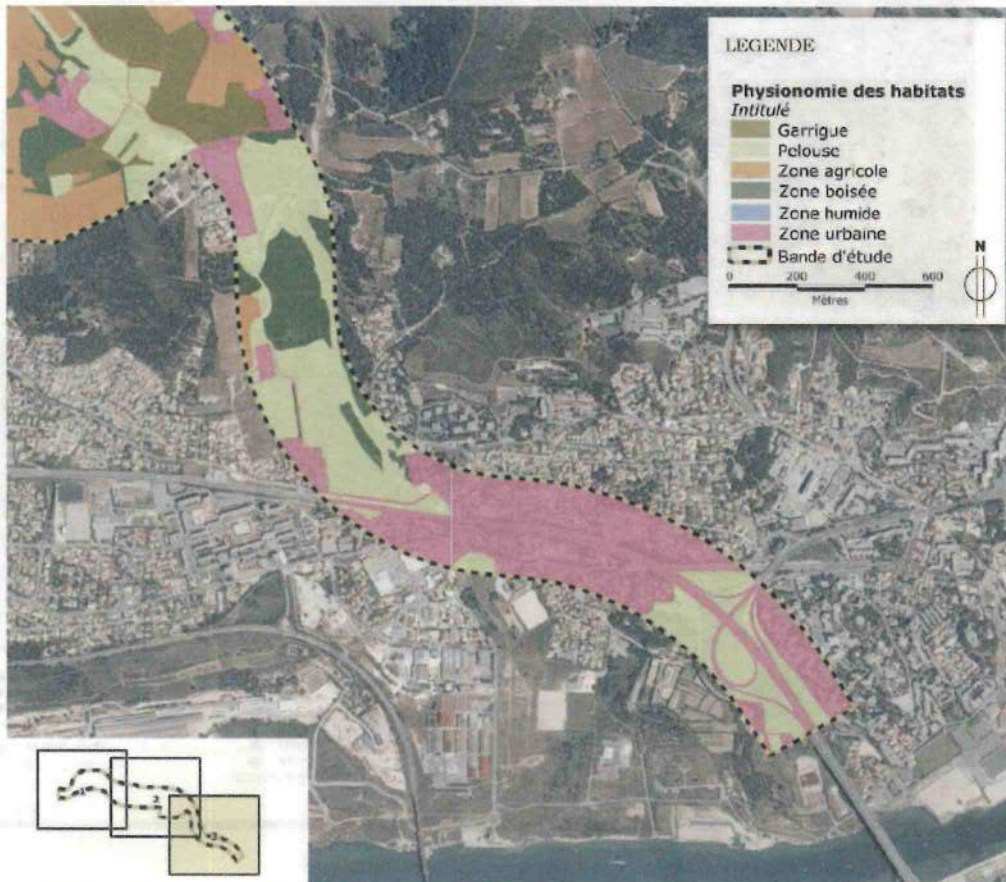 LEGENDE
Physionomie des habitats
Intitulé
Garrigue
Pelouse
Zone agricole
Zone boisée
Zone humide
Zone urbaine
Bande d'étude
0 200 400 600
Mètres
N
2